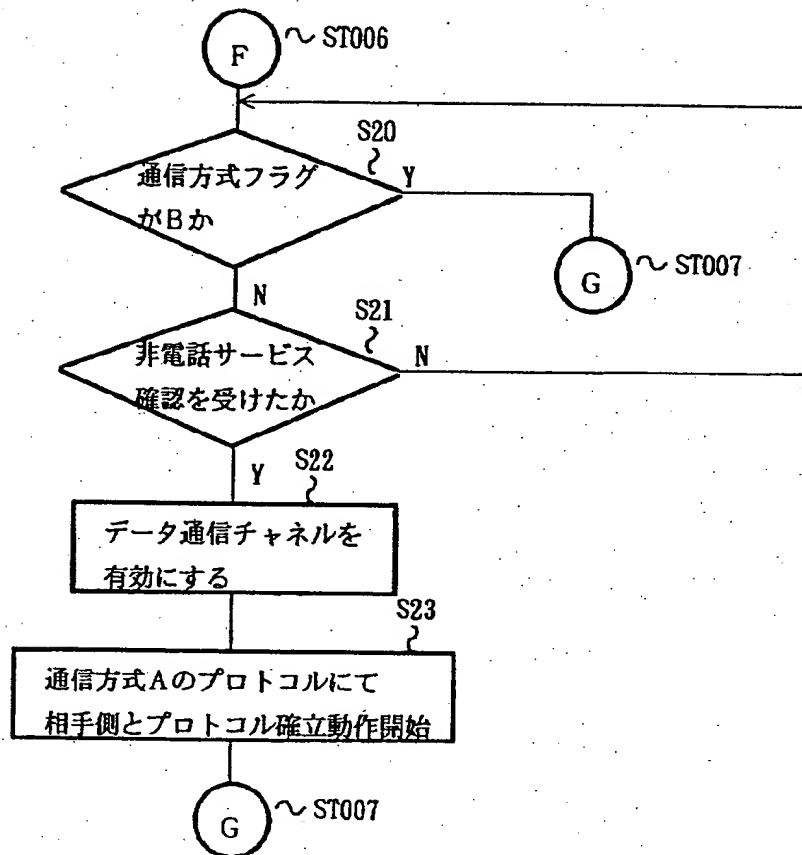 F
ST006
S20
通信方式フラグ
がBか
Y
G
ST007
N
S21
非電話サービス
確認を受けたか
N
Y
S22
データ通信チャネルを
有効にする
S23
通信方式Aのプロトコルにて
相手側とプロトコル確立動作開始
G
ST007